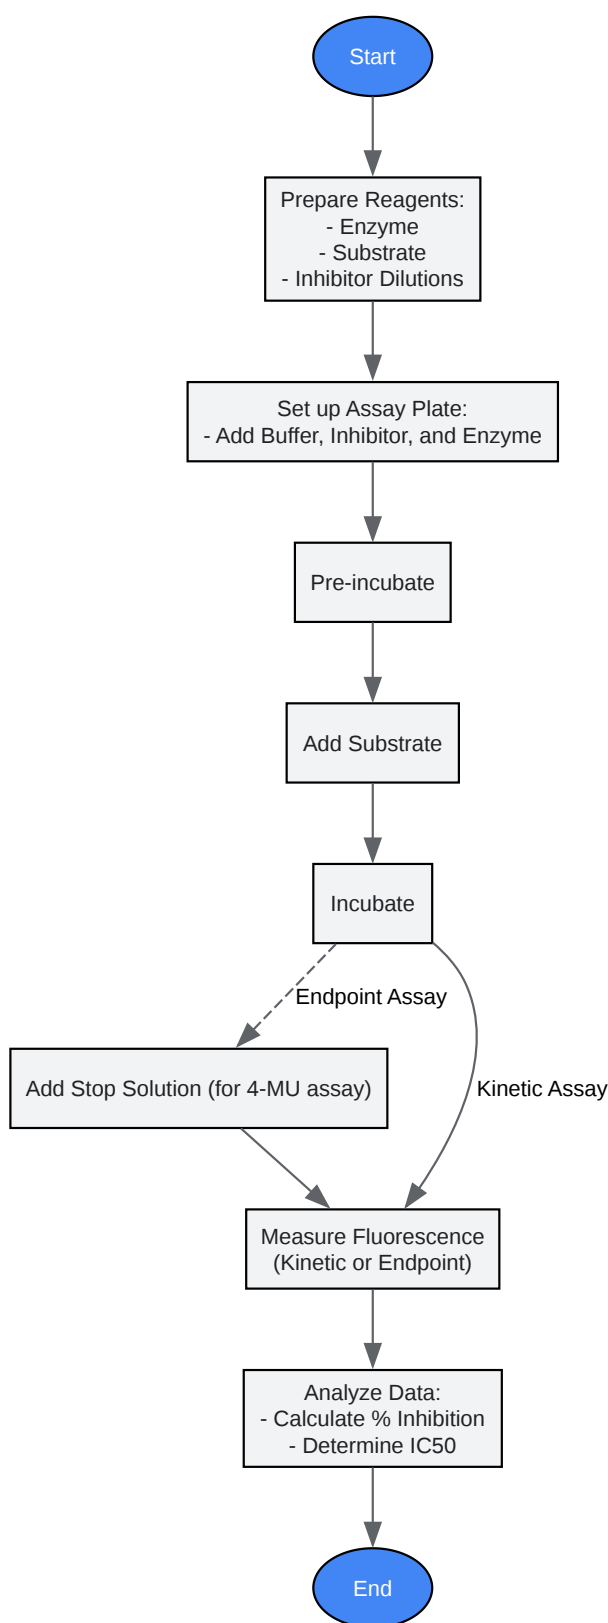 Start
Prepare Reagents:
- Enzyme
- Substrate
- Inhibitor Dilutions
Set up Assay Plate:
- Add Buffer, Inhibitor, and Enzyme
Pre-incubate
Add Substrate
Incubate
Endpoint Assay
Add Stop Solution (for 4-MU assay)
Kinetic Assay
Measure Fluorescence
(Kinetic or Endpoint)
Analyze Data:
- Calculate % Inhibition
- Determine IC50
End